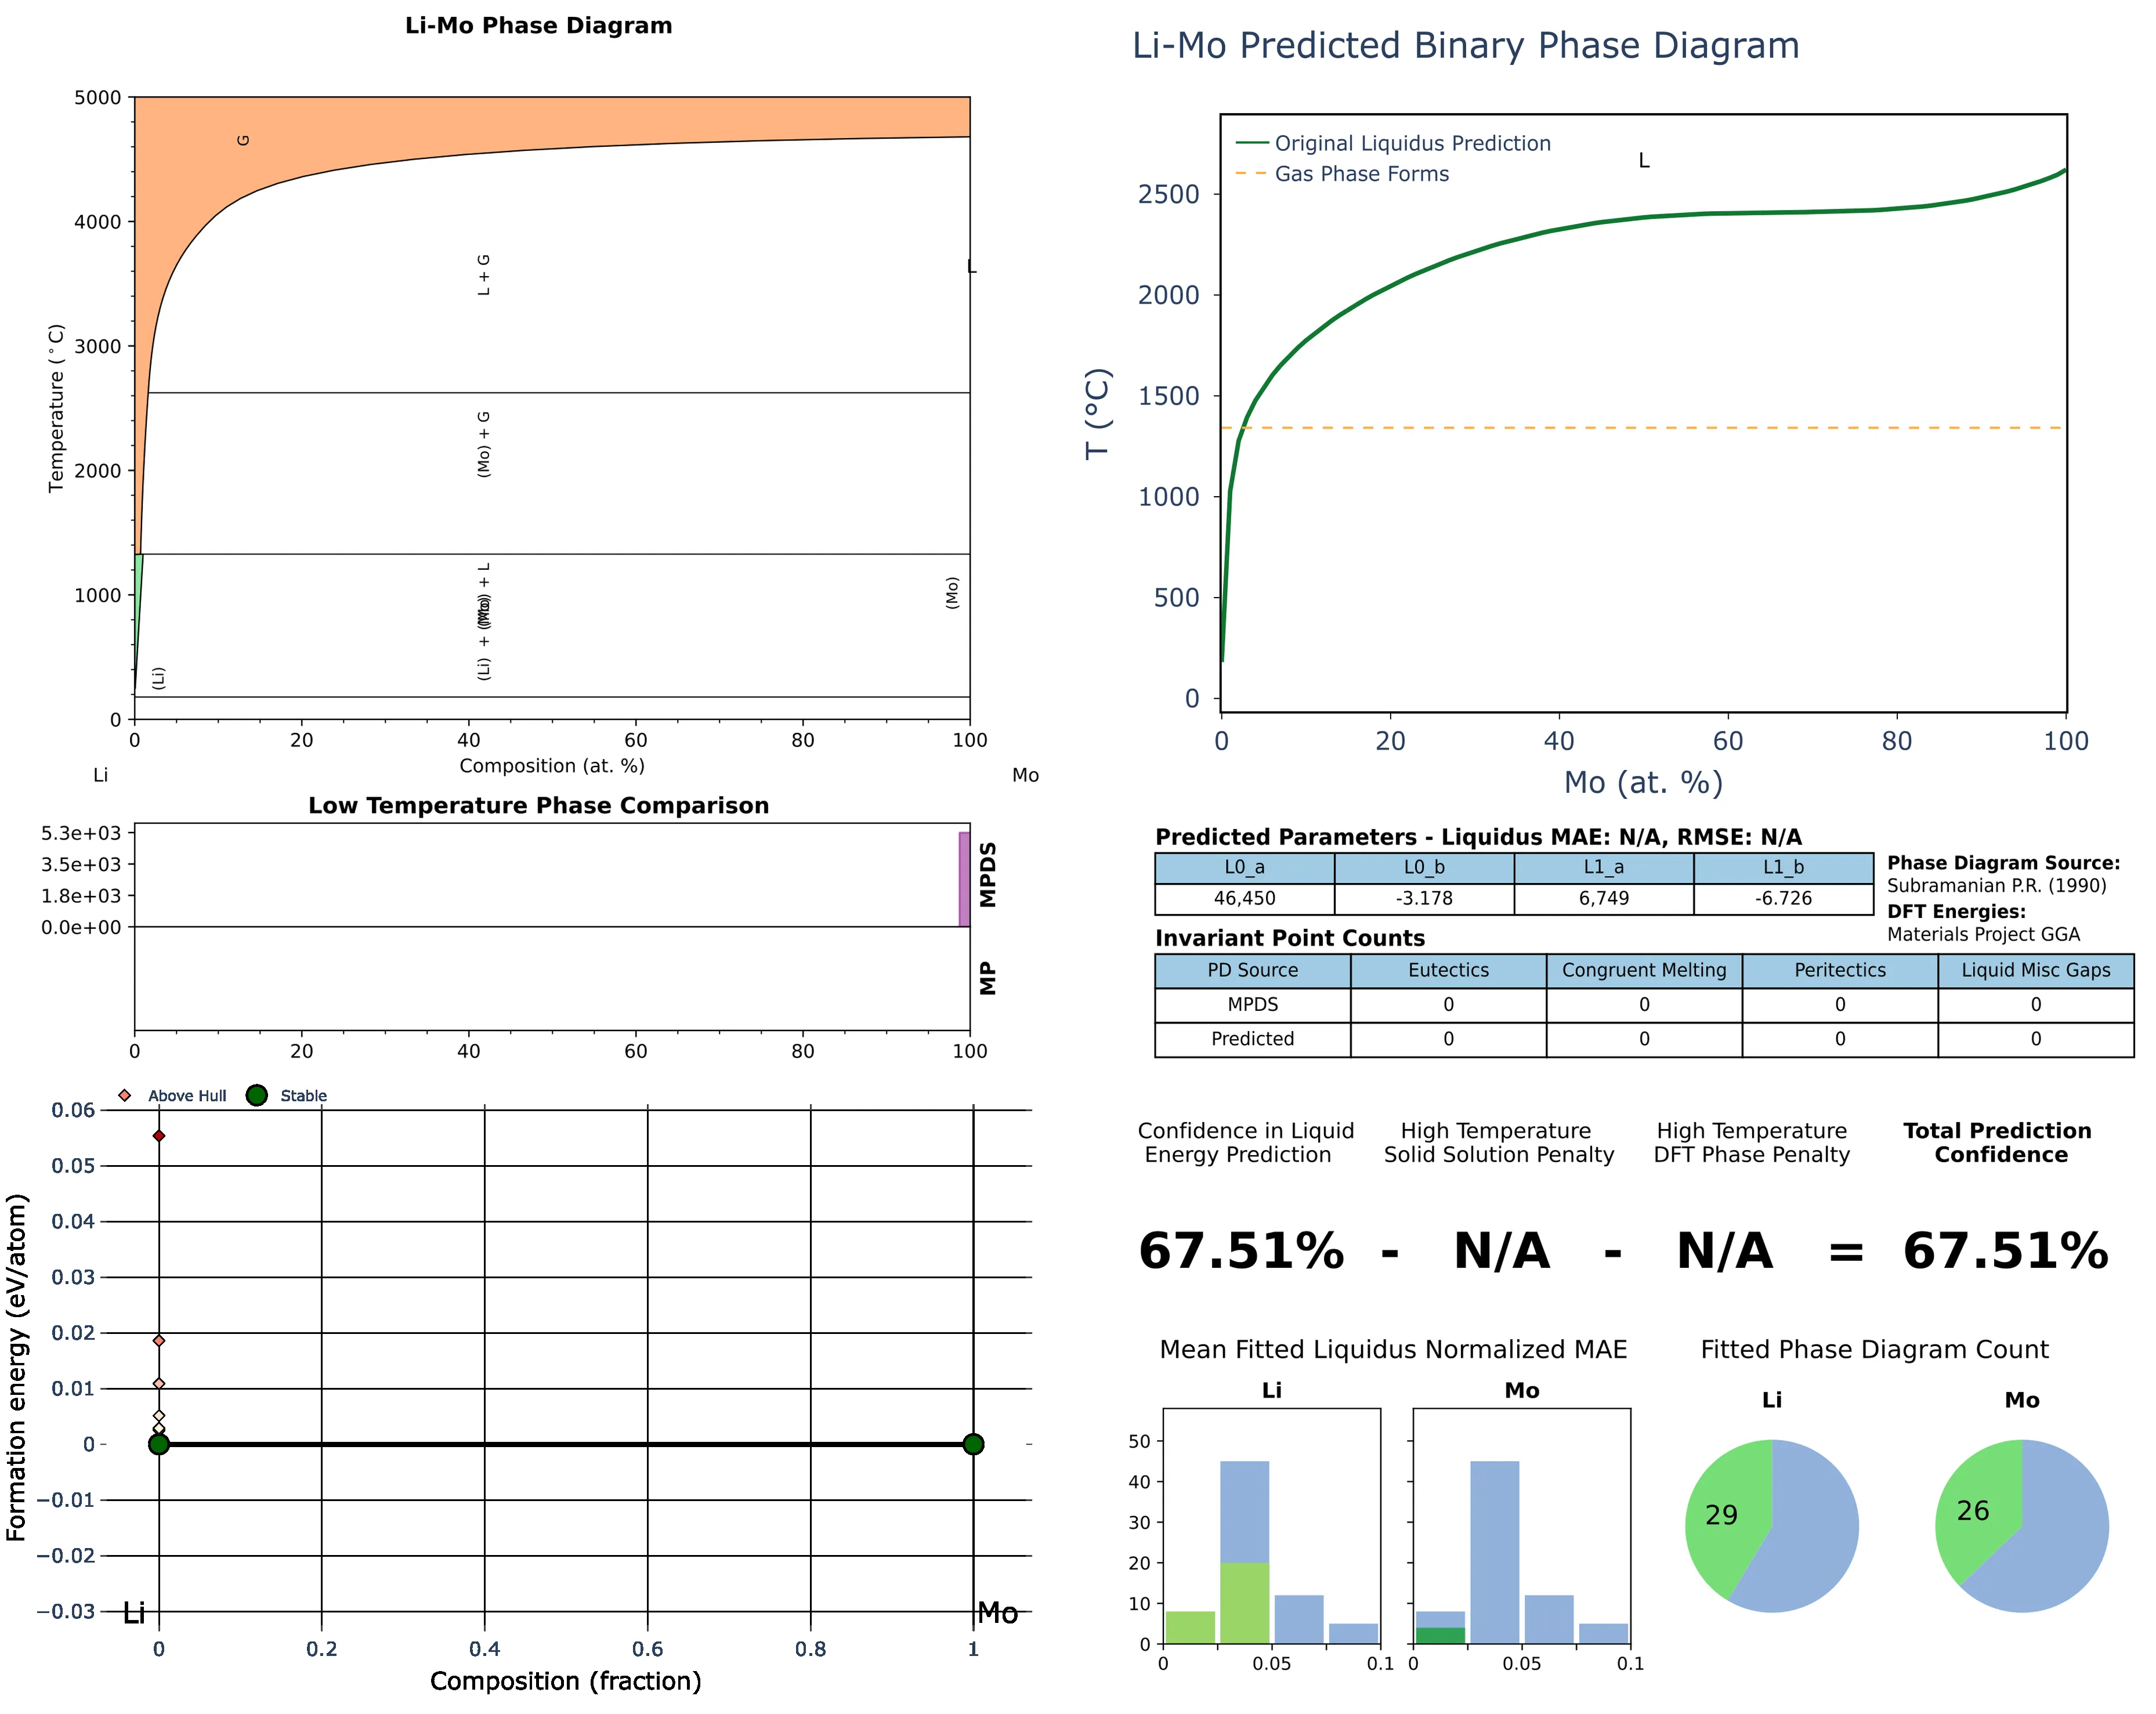 Li-Mo Phase Diagram
5000
4000
3000
2000
1000
0
Temperature (°C)
G
L + G
L
(Mo) + G
(Mo) + L
(Li) + (Mo)
(Li)
(Mo)
0 20 40 60 80 100
Composition (at. %)
Li Mo
Low Temperature Phase Comparison
5.3e+03
3.5e+03
1.8e+03
0.0e+00
MPDS
MP
0 20 40 60 80 100
Above Hull Stable
0.06
0.05
0.04
0.03
0.02
0.01
0
−0.01
−0.02
−0.03
Formation energy (eV/atom)
Li Mo
0 0.2 0.4 0.6 0.8 1
Composition (fraction)
Li-Mo Predicted Binary Phase Diagram
Original Liquidus Prediction
Gas Phase Forms
L
2500
2000
1500
1000
500
0
T (°C)
0 20 40 60 80 100
Mo (at. %)
Predicted Parameters - Liquidus MAE: N/A, RMSE: N/A
L0_a L0_b L1_a L1_b
46,450 -3.178 6,749 -6.726
Phase Diagram Source:
Subramanian P.R. (1990)
DFT Energies:
Materials Project GGA
Invariant Point Counts
PD Source Eutectics Congruent Melting Peritectics Liquid Misc Gaps
MPDS 0 0 0 0
Predicted 0 0 0 0
Confidence in Liquid
Energy Prediction
High Temperature
Solid Solution Penalty
High Temperature
DFT Phase Penalty
Total Prediction
Confidence
67.51% - N/A - N/A = 67.51%
Mean Fitted Liquidus Normalized MAE
Li Mo
50
40
30
20
10
0
0 0.05 0.1
0 0.05 0.1
Fitted Phase Diagram Count
Li Mo
29 26